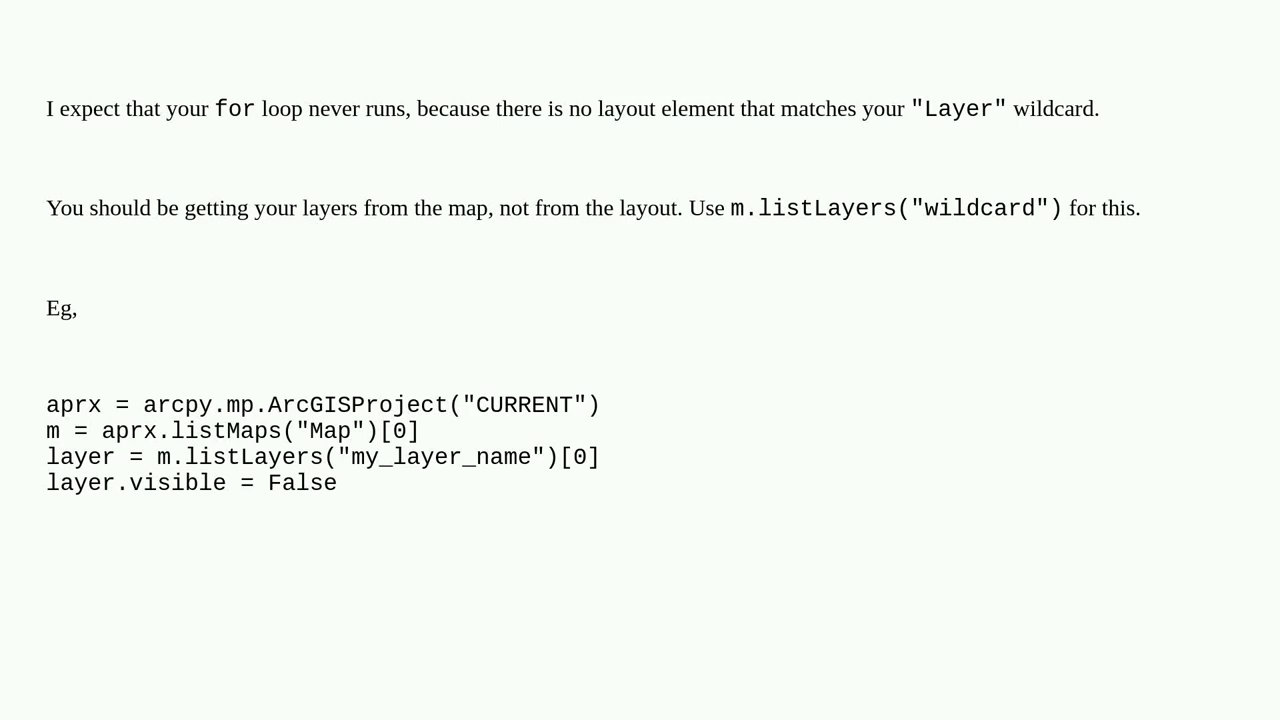 I expect that your for loop never runs, because there is no layout element that matches your "Layer" wildcard.
You should be getting your layers from the map, not from the layout. Use m.listLayers("wildcard") for this.
Eg,
aprx = arcpy.mp.ArcGISProject("CURRENT")
m = aprx.listMaps("Map")[0]
layer = m.listLayers("my_layer_name")[0]
layer.visible = False